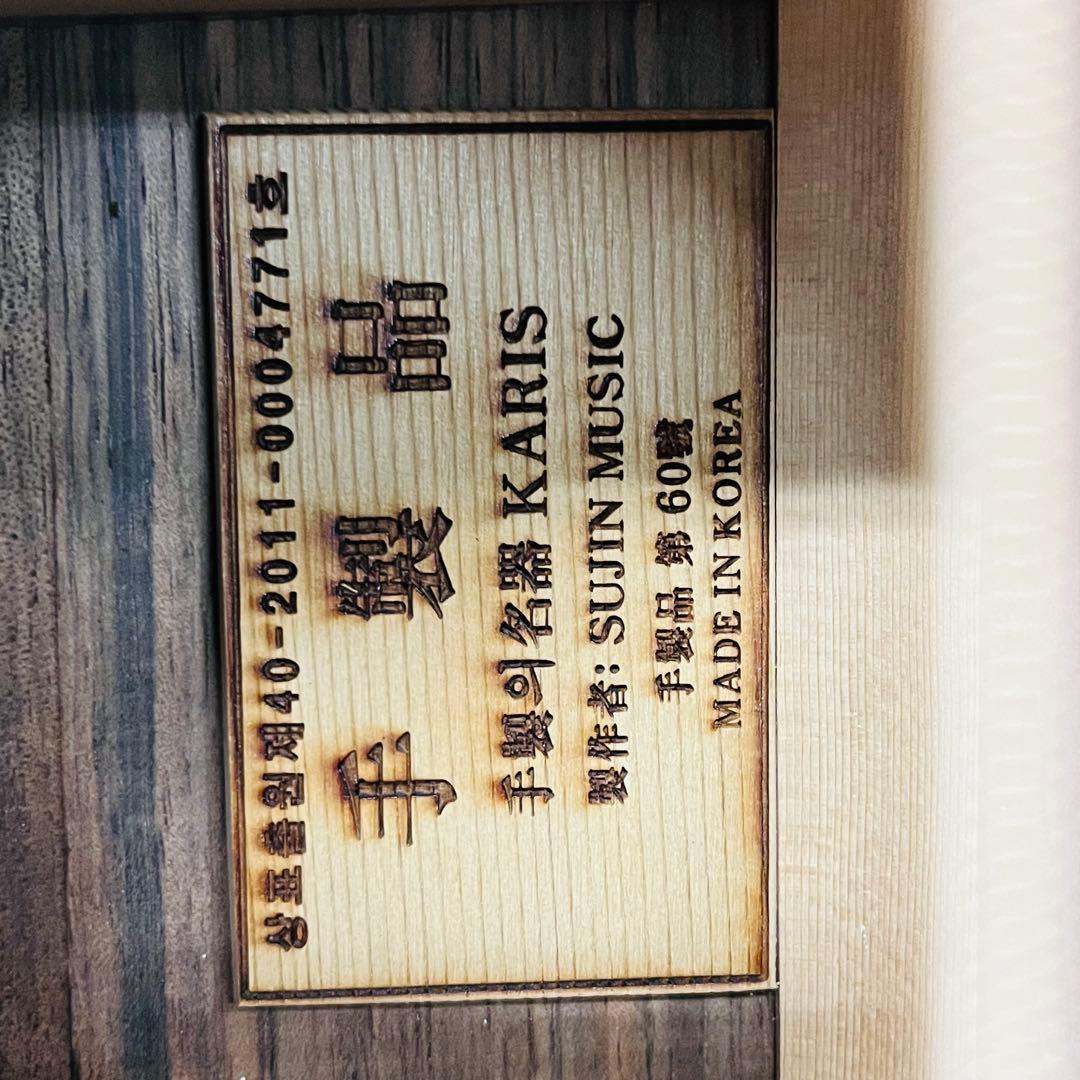 상표출원제40-2011-0004771호
手製品
手製의名器 KARIS
製作者: SUJIN MUSIC
手製品 第 60號
MADE IN KOREA